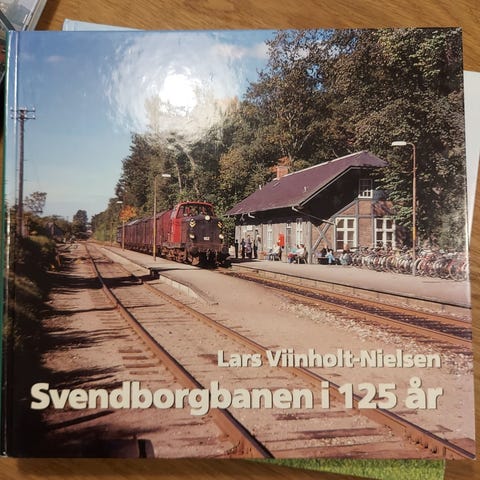 Lars Viinholt-Nielsen
Svendborgbanen i 125 år